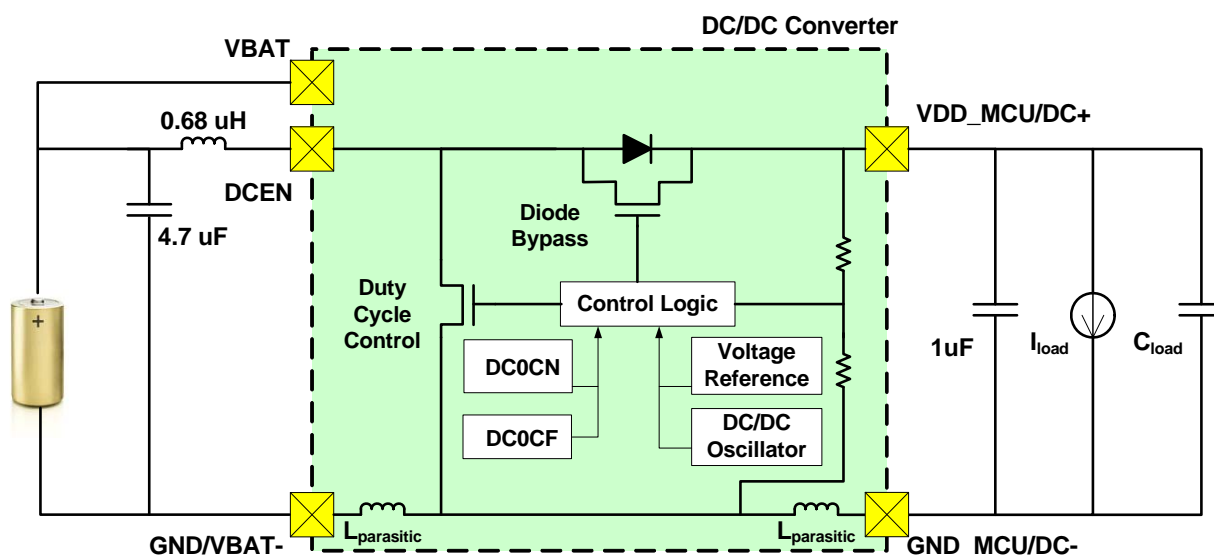 DC/DC Converter
VBAT
0.68 uH
VDD_MCU/DC+
DCEN
4.7 uF
Diode
Bypass
+
Duty
Cycle
Control
Control Logic
1uF
Iload
Cload
DC0CN
Voltage
Reference
DC0CF
DC/DC
Oscillator
Lparasitic
Lparasitic
GND/VBAT-
GND_MCU/DC-